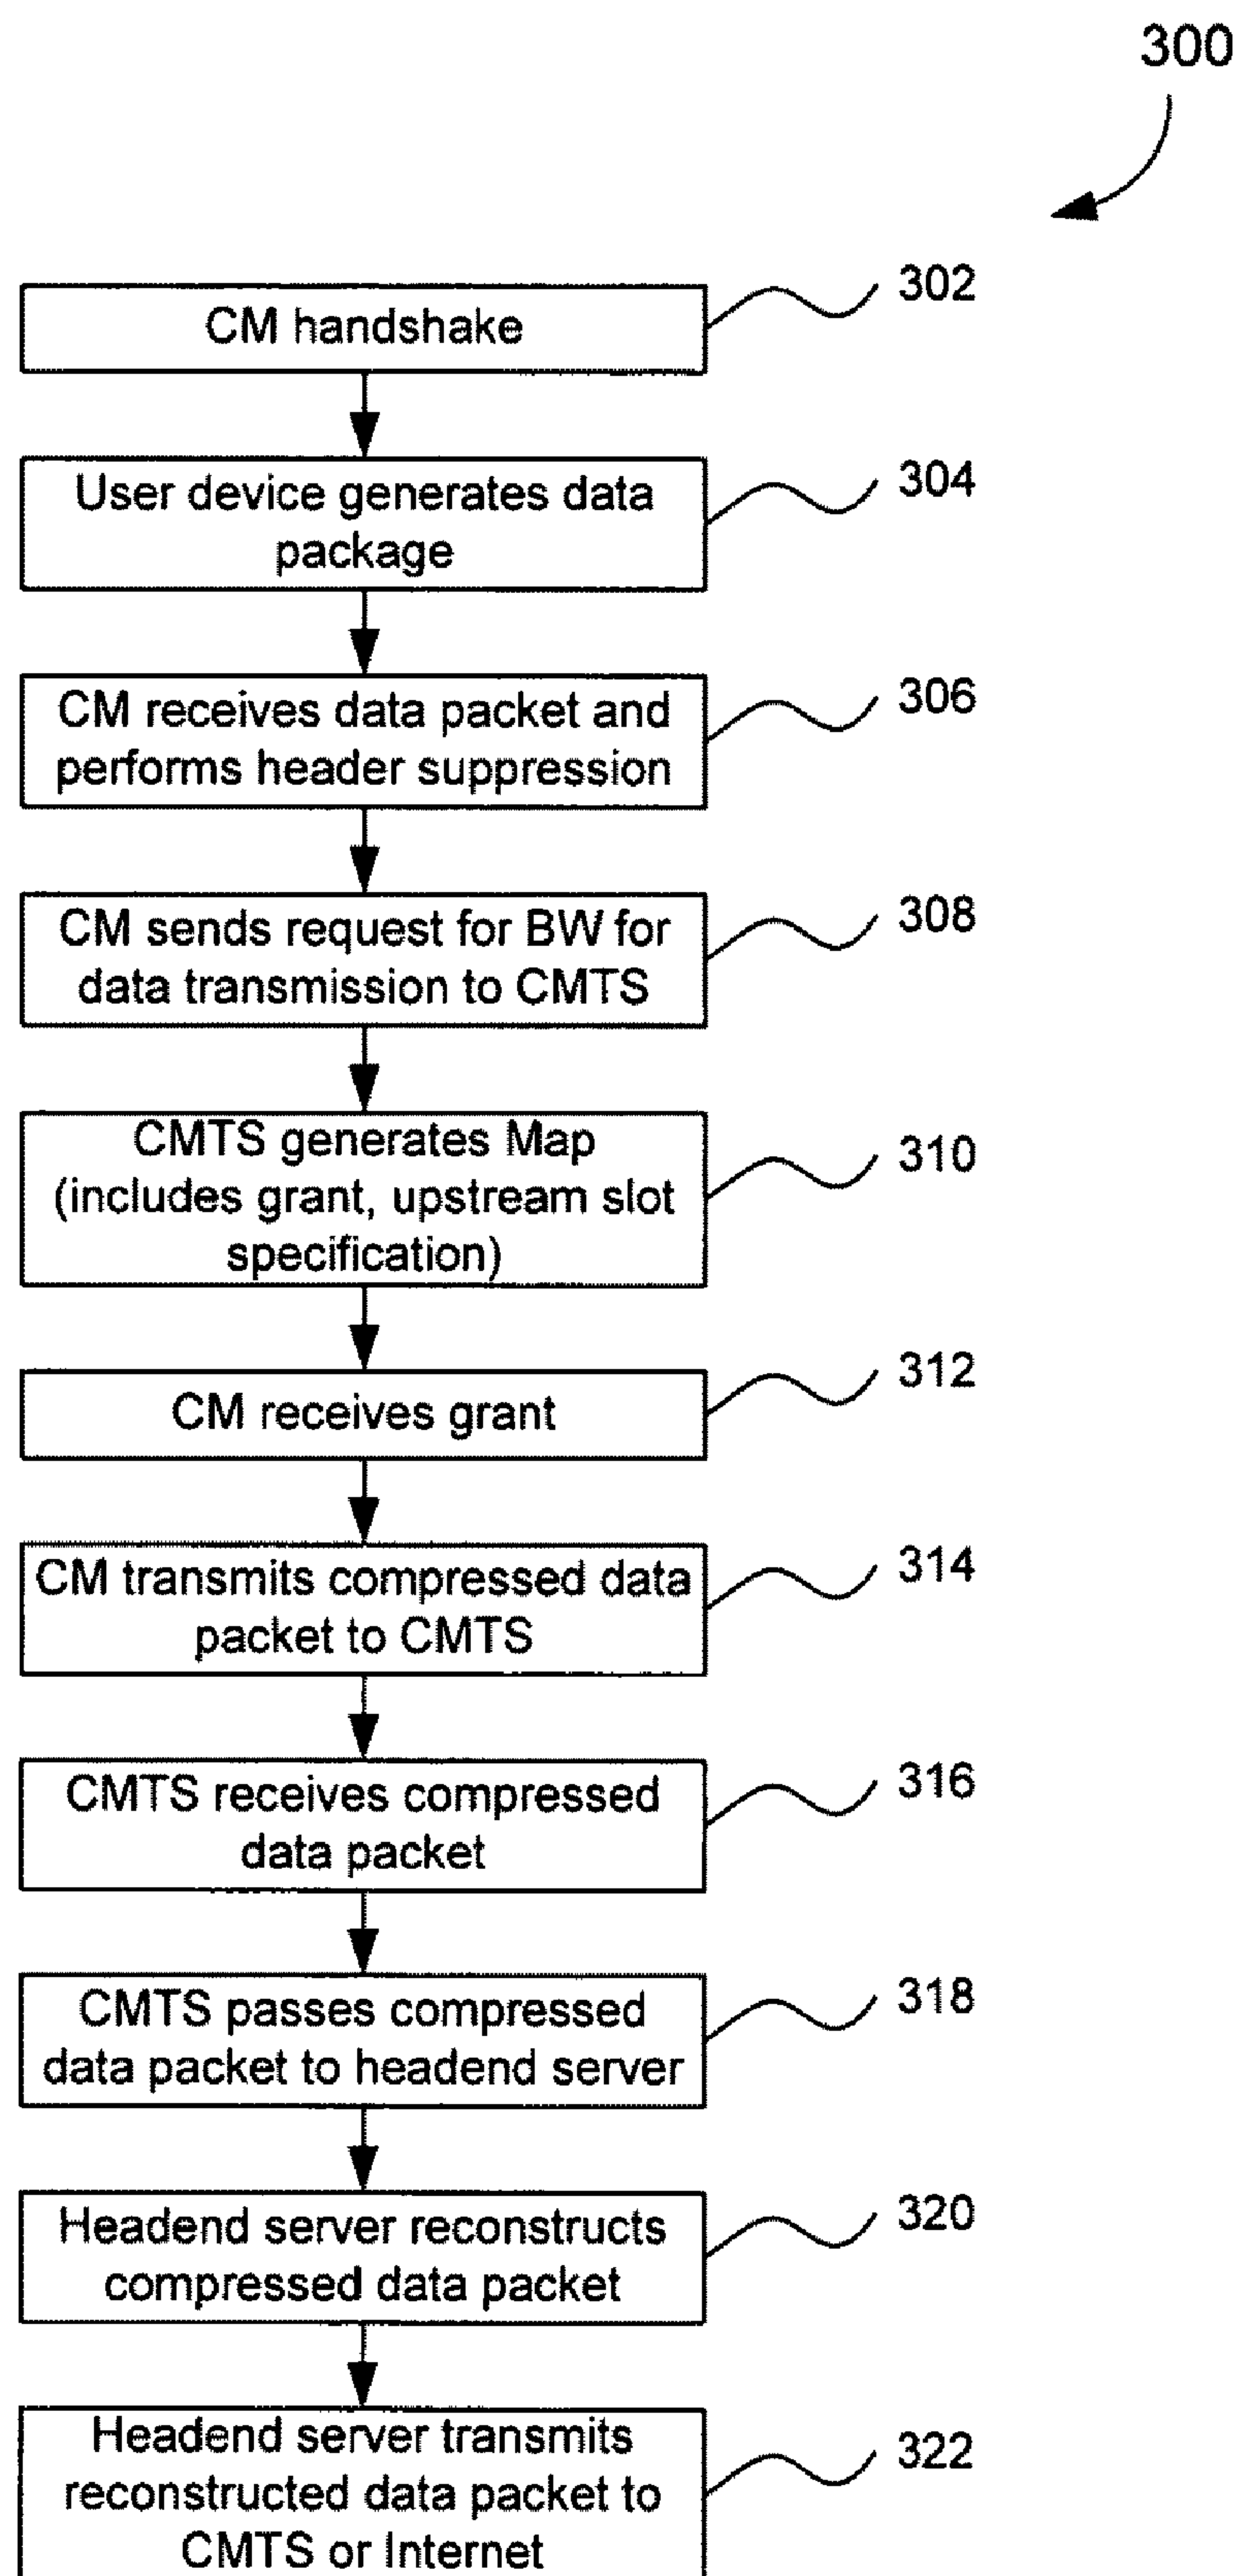 300
302
CM handshake
304
User device generates data
package
306
CM receives data packet and
performs header suppression
308
CM sends request for BW for
data transmission to CMTS
310
CMTS generates Map
(includes grant, upstream slot
specification)
312
CM receives grant
314
CM transmits compressed data
packet to CMTS
316
CMTS receives compressed
data packet
318
CMTS passes compressed
data packet to headend server
320
Headend server reconstructs
compressed data packet
322
Headend server transmits
reconstructed data packet to
CMTS or Internet